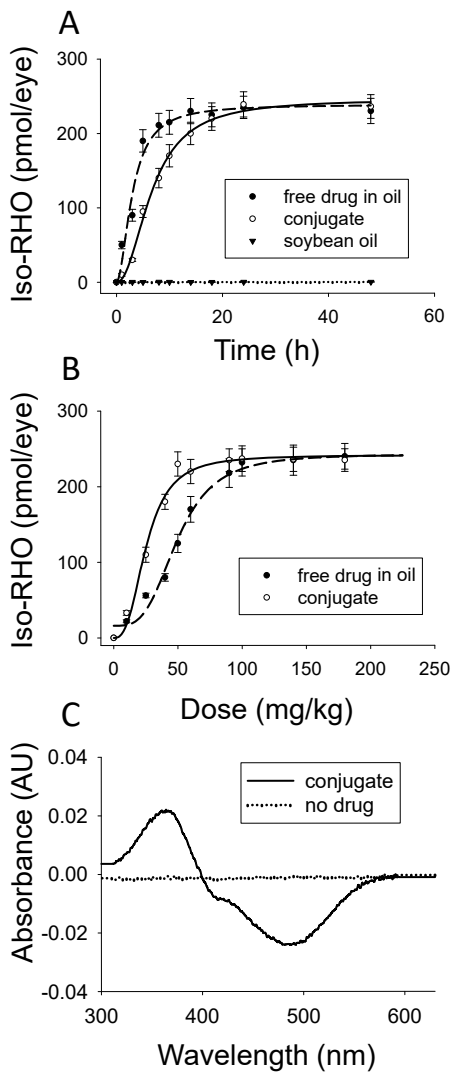 A
Iso-RHO (pmol/eye)
300
200
100
0
free drug in oil
conjugate
soybean oil
0 20 40 60
Time (h)
B
Iso-RHO (pmol/eye)
300
200
100
0
free drug in oil
conjugate
0 50 100 150 200 250
Dose (mg/kg)
C
Absorbance (AU)
0.04
0.02
0.00
-0.02
-0.04
conjugate
no drug
300 400 500 600
Wavelength (nm)